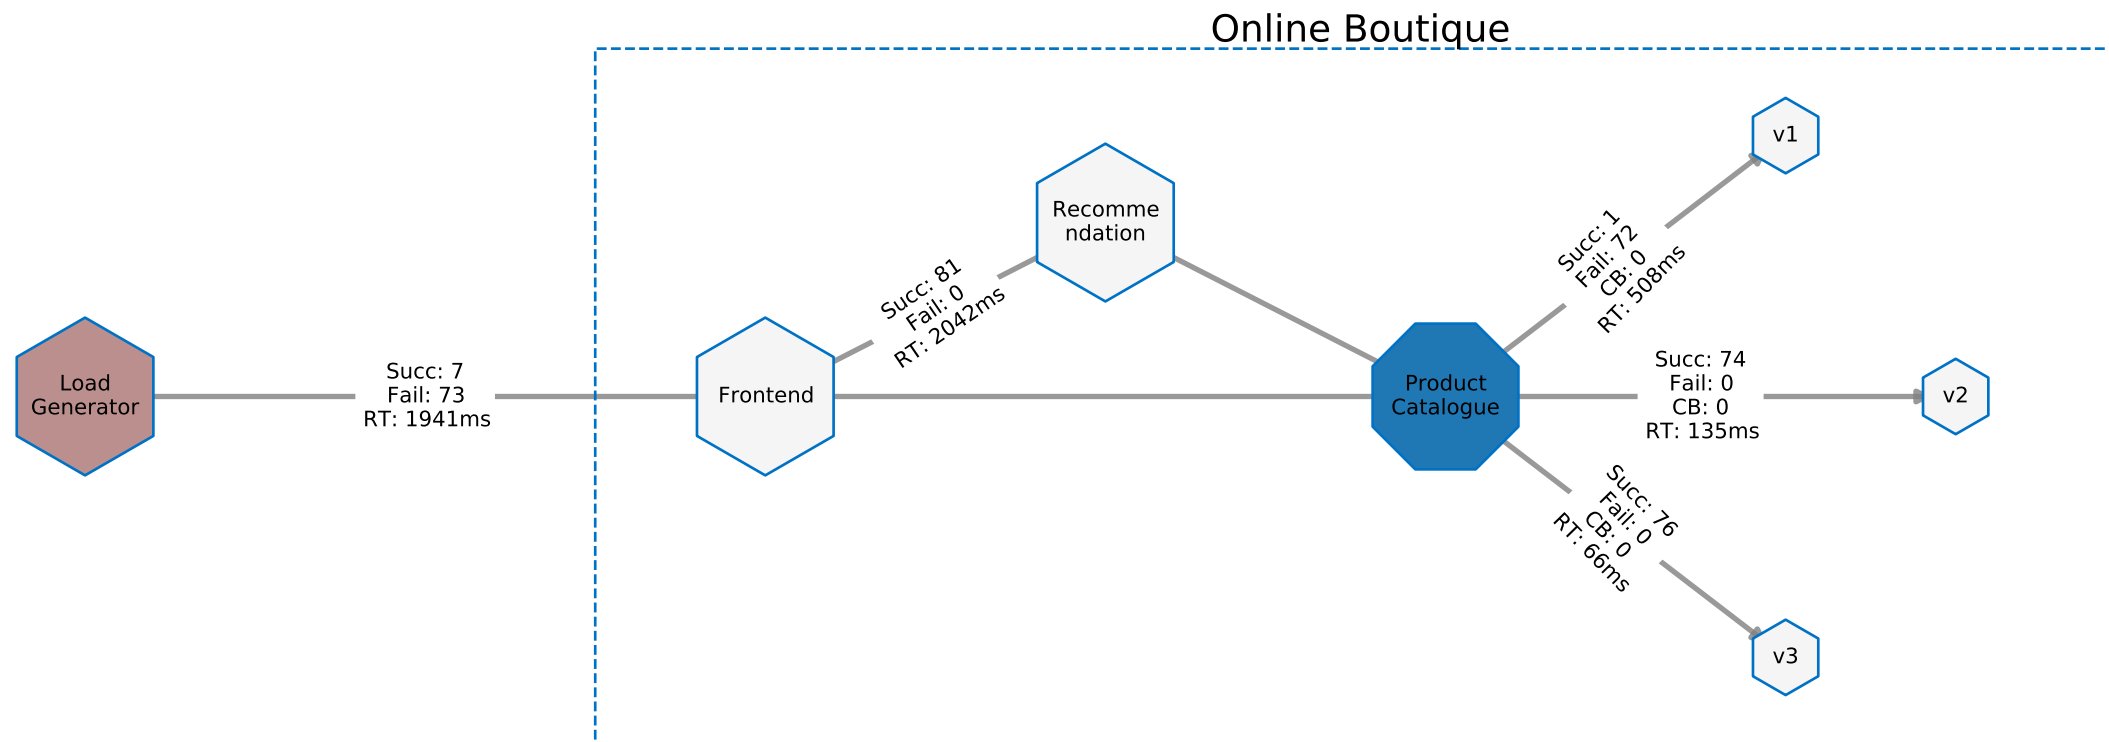 Online Boutique
Load
Generator
Succ: 7
Fail: 73
RT: 1941ms
Frontend
Succ: 81
Fail: 0
RT: 2042ms
Recomme
ndation
Product
Catalogue
Succ: 1
Fail: 72
CB: 0
RT: 508ms
v1
Succ: 74
Fail: 0
CB: 0
RT: 135ms
v2
Succ: 76
Fail: 0
CB: 0
RT: 66ms
v3